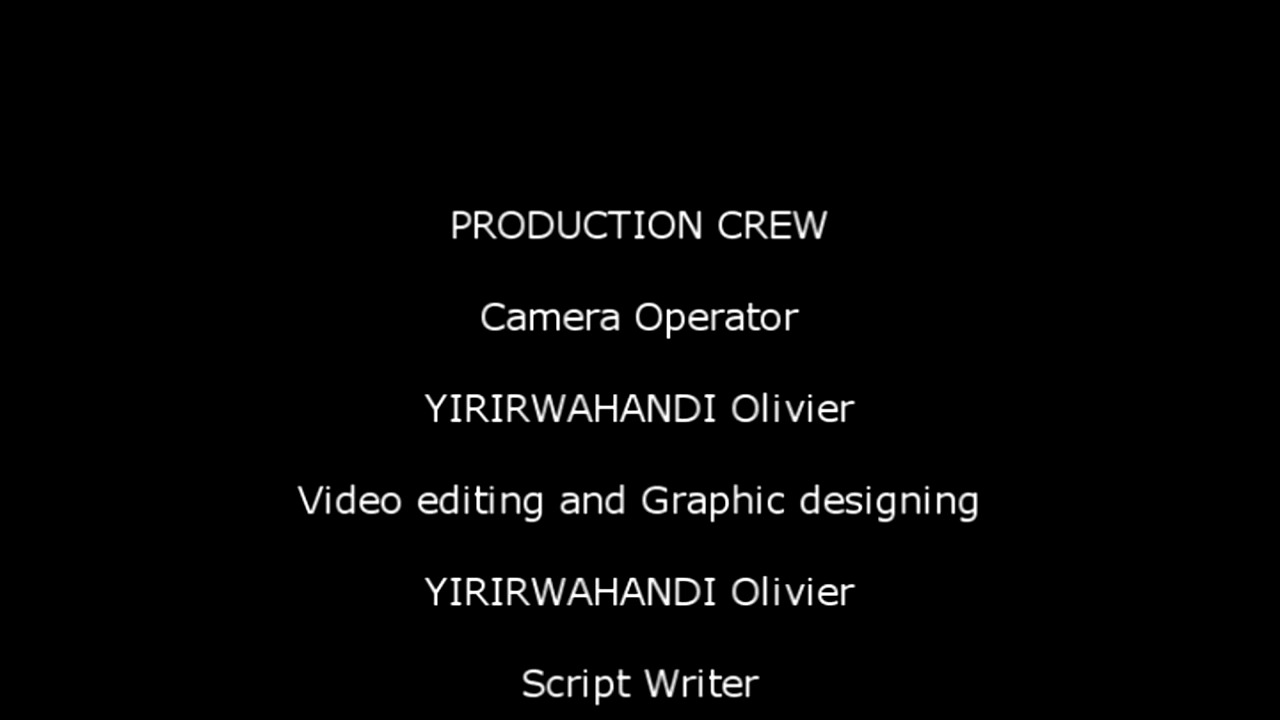 PRODUCTION CREW
Camera Operator
YIRIRWAHANDI Olivier
Video editing and Graphic designing
YIRIRWAHANDI Olivier
Script Writer